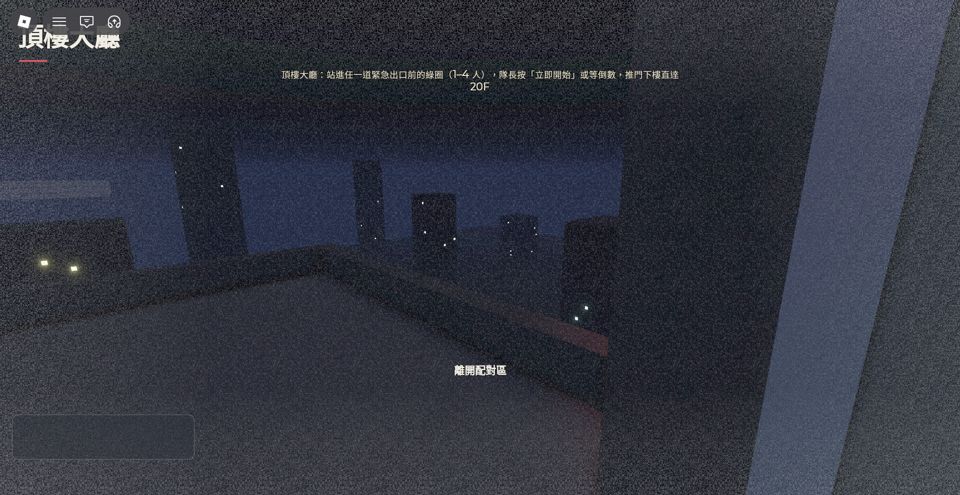 頂樓大廳
頂樓大廳：站進任一道緊急出口前的綠圈（1–4 人），隊長按「立即開始」或等倒數，推門下樓直達
20F
離開配對區